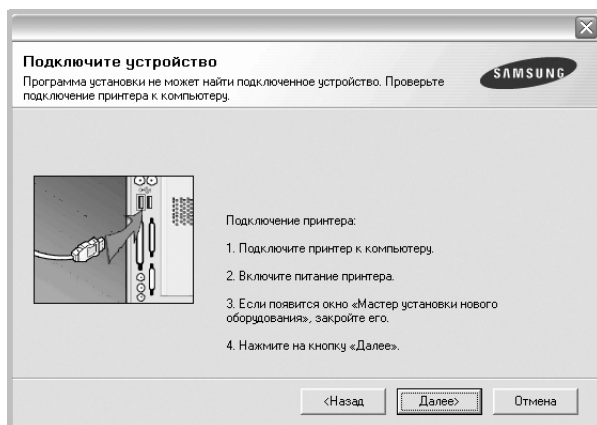 Подключите устройство
Программа установки не может найти подключенное устройство. Проверьте
подключение принтера к компьютеру.
SAMSUNG
Подключение принтера:
1. Подключите принтер к компьютеру.
2. Включите питание принтера.
3. Если появится окно «Мастер установки нового
оборудования», закройте его.
4. Нажмите на кнопку «Далее».
<Назад
Далее>
Отмена